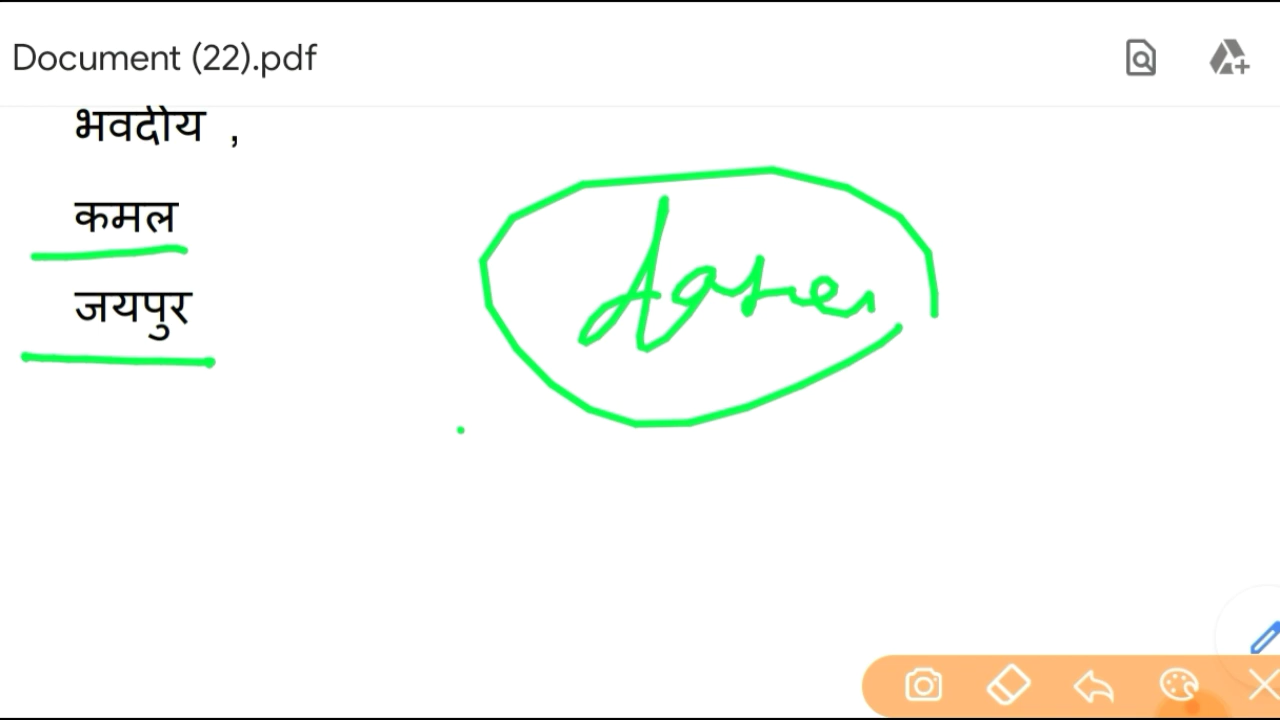 Document (22).pdf
भवदीय ,
कमल
जयपुर